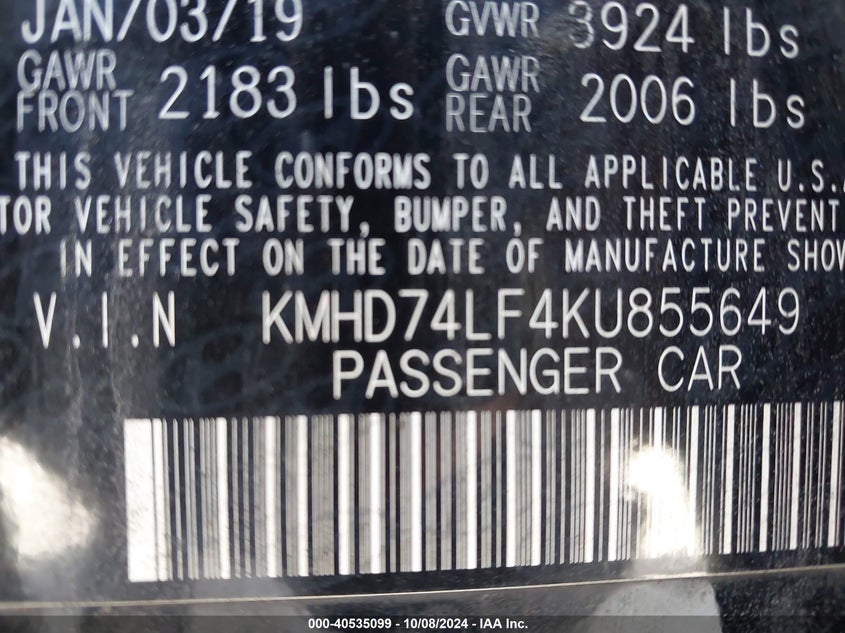 JAN/03/19 GVWR 3924 lbs
GAWR FRONT 2183 lbs GAWR REAR 2006 lbs
THIS VEHICLE CONFORMS TO ALL APPLICABLE U.S.A
TOR VEHICLE SAFETY, BUMPER, AND THEFT PREVENT
IN EFFECT ON THE DATE OF MANUFACTURE SHOW
V.I.N KMHD74LF4KU855649
PASSENGER CAR
000-40535099 | 10/08/2024 - IAA Inc.